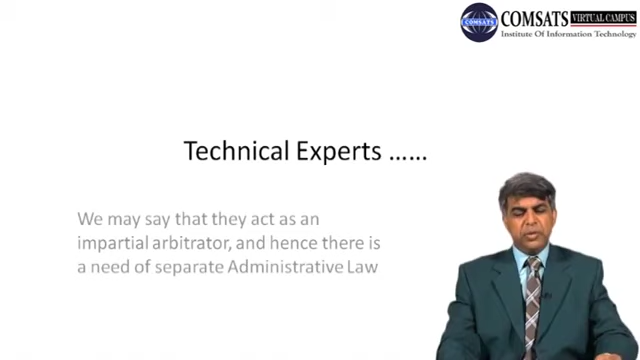 COMSATS VIRTUAL CAMPUS
Institute Of Information Technology
Technical Experts ......
We may say that they act as an
impartial arbitrator, and hence there is
a need of separate Administrative Law